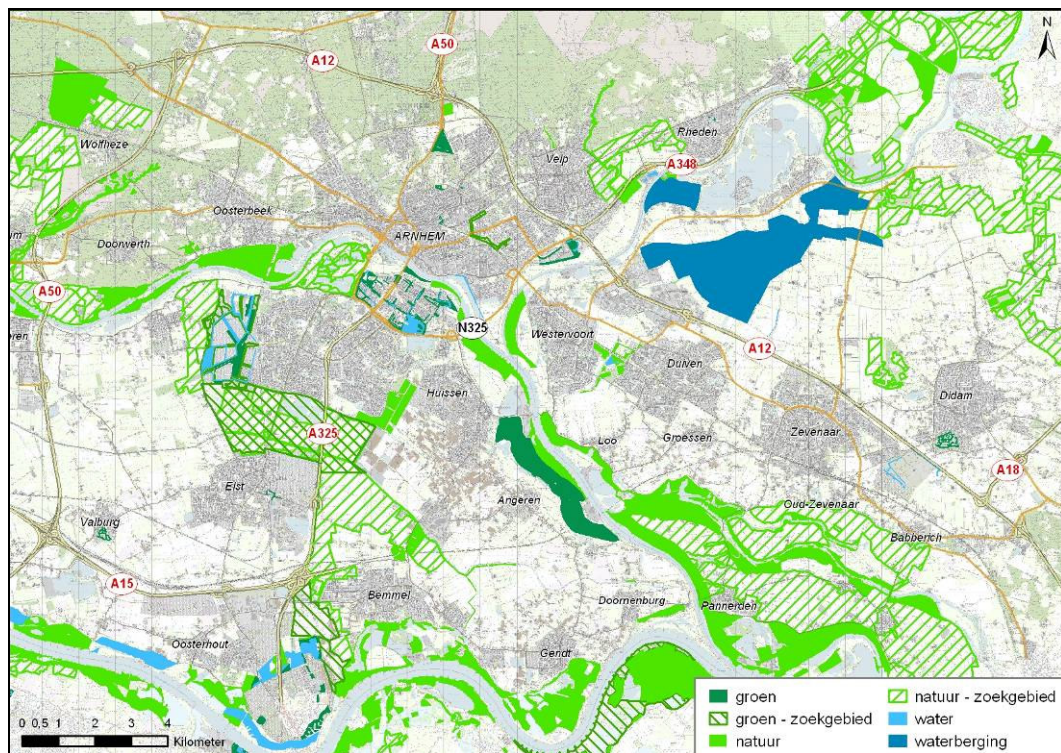 N
A50
A12
Wolfheze
Rheden
Velp
A348
Oosterbeek
ARNHEM
um
Doorwerth
A50
eren
N325
Westervoort
A12
Duiven
Huissen
Didam
A325
Loo
Groessen
Zevenaar
A18
Elst
Angeren
Oud-Zevenaar
Valburg
Babberich
A15
Bemmel
Doornenburg
Pannerden
Oosterhout
Gendt
groen
groen - zoekgebied
natuur
natuur - zoekgebied
water
waterberging
0 0,5 1 2 3 4
Kilometer